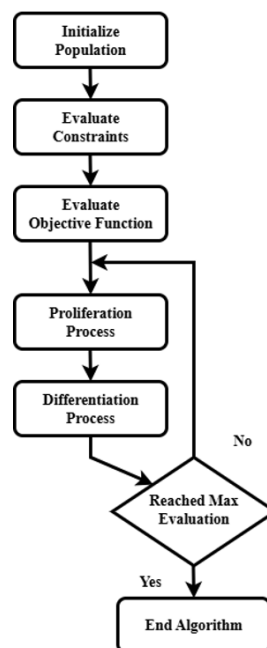 Initialize
Population
Evaluate
Constraints
Evaluate
Objective Function
Proliferation
Process
Differentiation
Process
No
Reached Max
Evaluation
Yes
End Algorithm